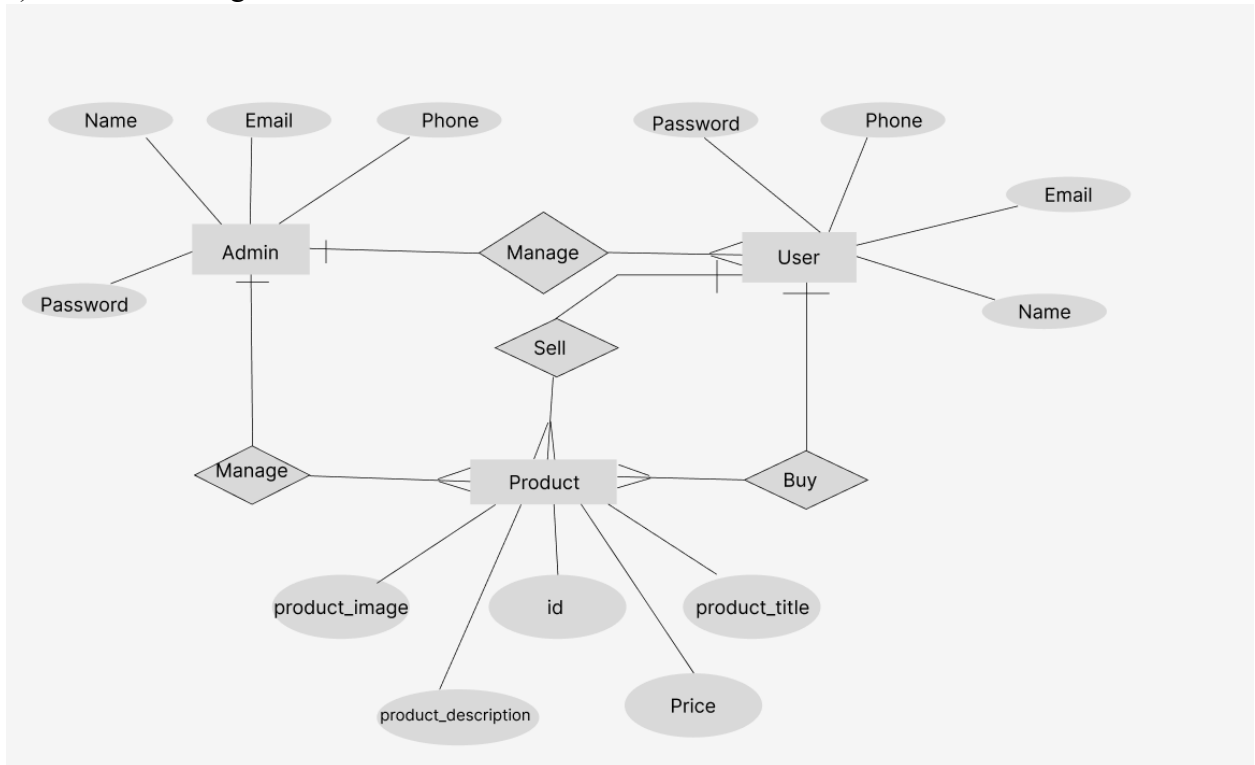 Name
Email
Phone
Password
Phone
Email
Admin
Manage
User
Password
Name
Sell
Manage
Product
Buy
product_image
id
product_title
product_description
Price